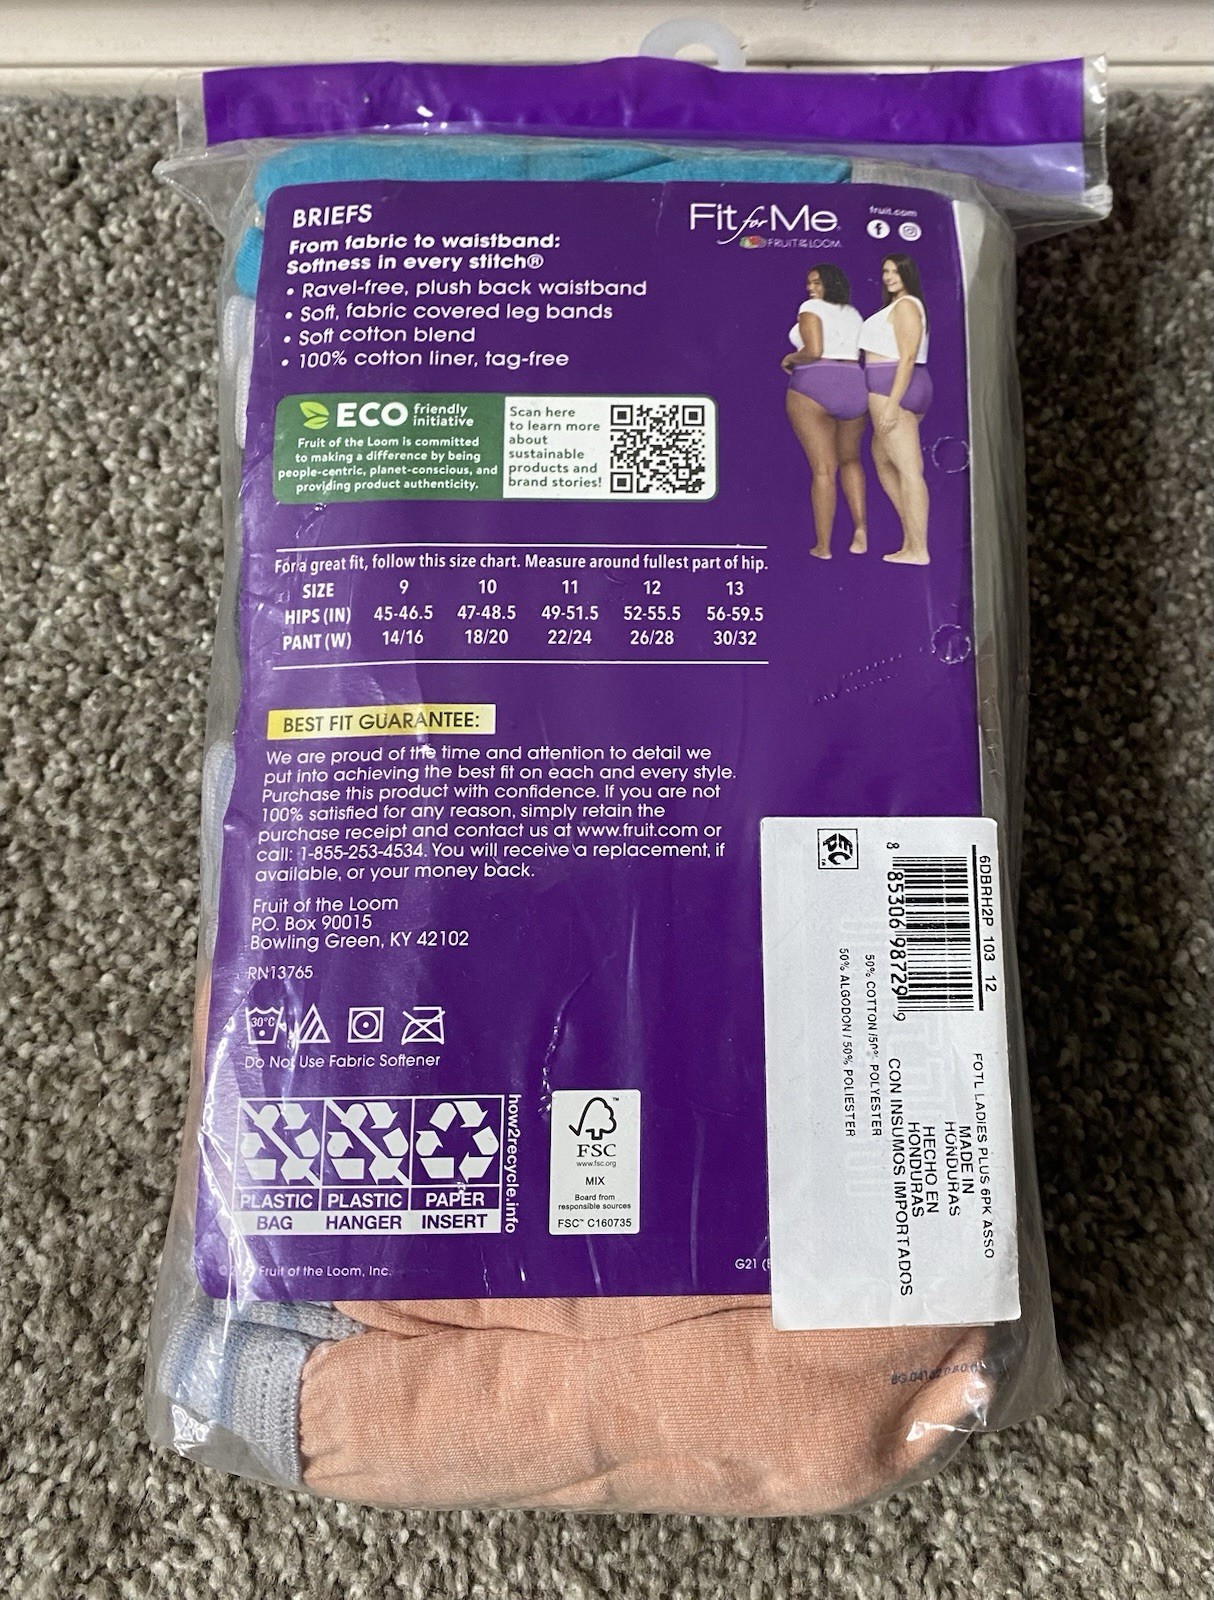 BRIEFS
From fabric to waistband:
Softness in every stitch®
• Ravel-free, plush back waistband
• Soft, fabric covered leg bands
• Soft cotton blend
• 100% cotton liner, tag-free
Fit for Me.
FRUIT OF THE LOOM.
fruit.com
ECO friendly initiative
Fruit of the Loom is committed
to making a difference by being
people-centric, planet-conscious, and
providing product authenticity.
Scan here
to learn more
about
sustainable
products and
brand stories!
For a great fit, follow this size chart. Measure around fullest part of hip.
SIZE 9 10 11 12 13
HIPS (IN) 45-46.5 47-48.5 49-51.5 52-55.5 56-59.5
PANT (W) 14/16 18/20 22/24 26/28 30/32
BEST FIT GUARANTEE:
We are proud of the time and attention to detail we
put into achieving the best fit on each and every style.
Purchase this product with confidence. If you are not
100% satisfied for any reason, simply retain the
purchase receipt and contact us at www.fruit.com or
call: 1-855-253-4534. You will receive a replacement, if
available, or your money back.
Fruit of the Loom
P.O. Box 90015
Bowling Green, KY 42102
RN13765
30°C
Do Not Use Fabric Softener
PLASTIC PLASTIC PAPER
BAG HANGER INSERT
how2recycle.info
FSC™
www.fsc.org
MIX
Board from
responsible sources
FSC™ C160735
Fruit of the Loom, Inc.
G21
6DBRH2P 103 12
8 85306 98729 9
EPC™
50% COTTON/50% POLYESTER
50% ALGODON / 50% POLIESTER
FOTL LADIES PLUS 6PK ASSO
MADE IN
HONDURAS
HECHO EN
HONDURAS
CON INSUMOS IMPORTADOS